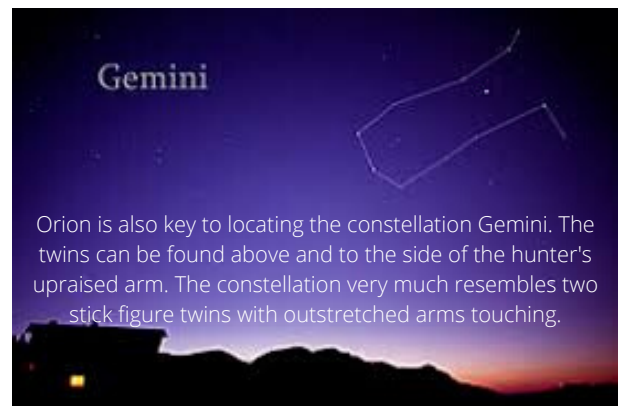 Gemini
Orion is also key to locating the constellation Gemini. The
twins can be found above and to the side of the hunter's
upraised arm. The constellation very much resembles two
stick figure twins with outstretched arms touching.